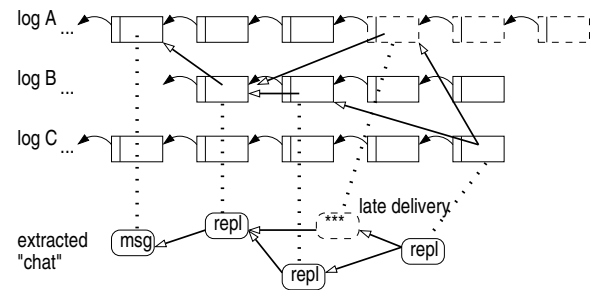 log A ...
log B ...
log C ...
*** late delivery
repl
extracted "chat"
msg
repl
repl